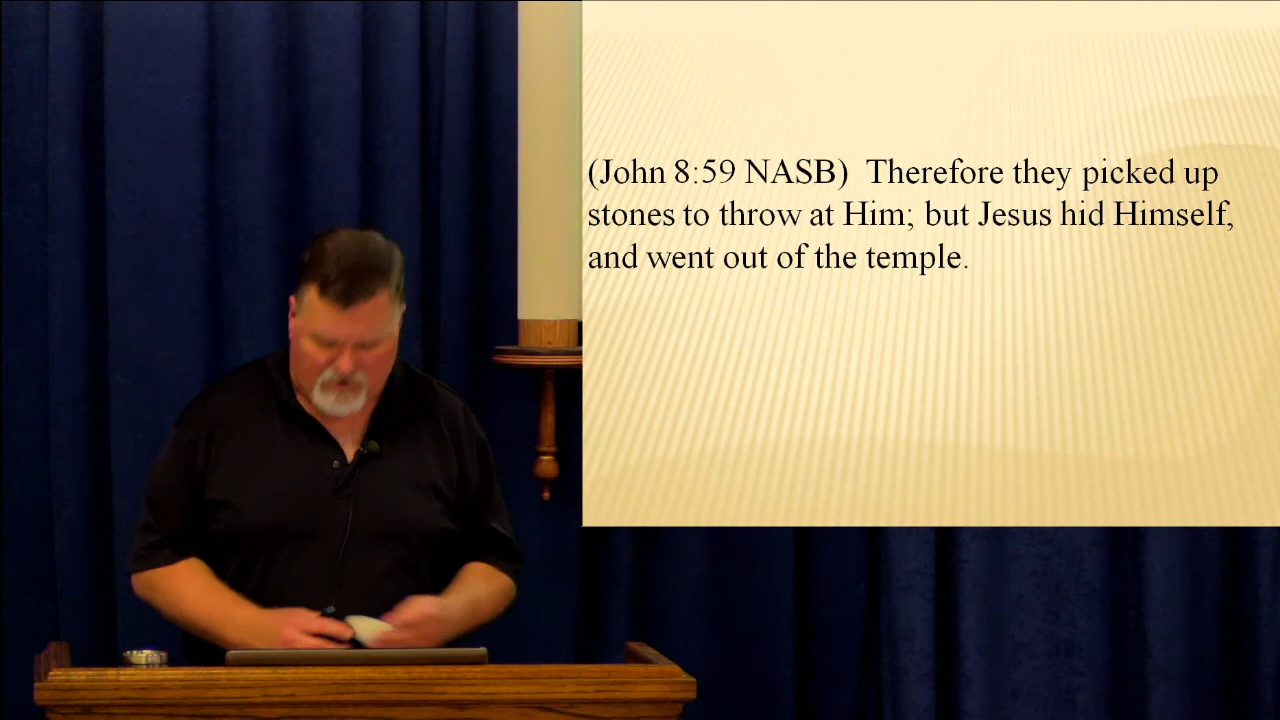 (John 8:59 NASB)  Therefore they picked up
stones to throw at Him; but Jesus hid Himself,
and went out of the temple.